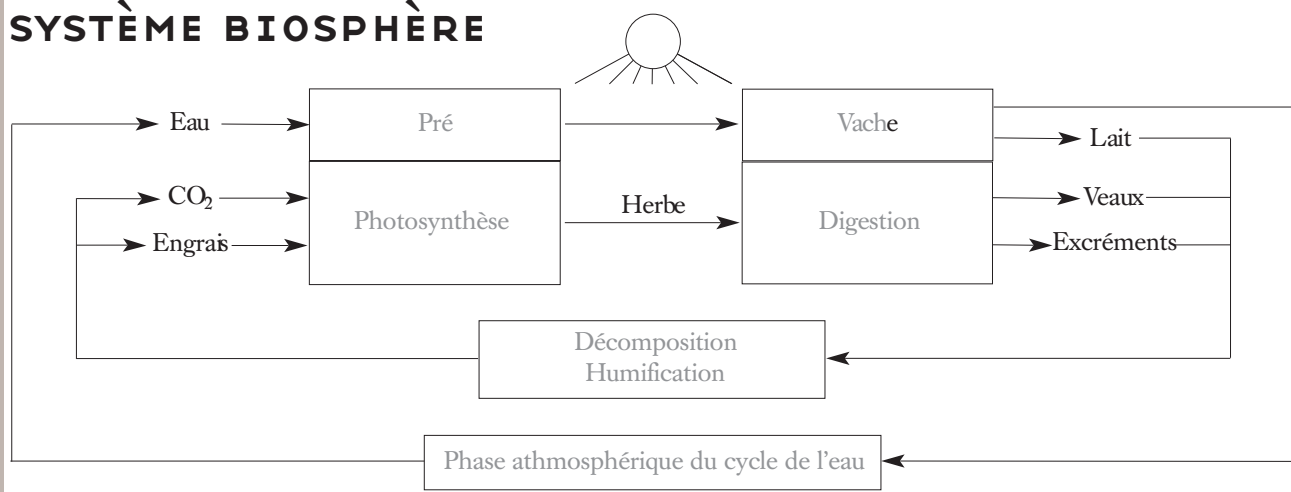 SYSTÈME BIOSPHÈRE
Eau
Pré
Vache
Lait
CO₂
Photosynthèse
Herbe
Digestion
Veaux
Engrais
Excréments
Décomposition
Humification
Phase athmosphérique du cycle de l'eau